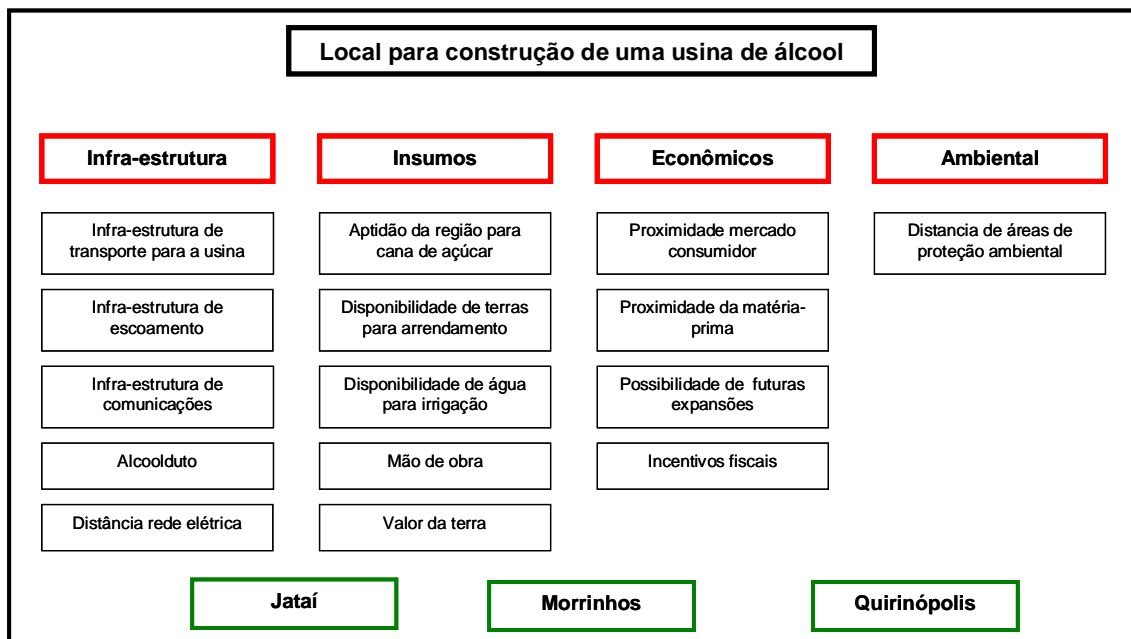 Local para construção de uma usina de álcool
Infra-estrutura
Insumos
Econômicos
Ambiental
Infra-estrutura de
transporte para a usina
Aptidão da região para
cana de açúcar
Proximidade mercado
consumidor
Distancia de áreas de
proteção ambiental
Infra-estrutura de
escoamento
Disponibilidade de terras
para arrendamento
Proximidade da matéria-
prima
Infra-estrutura de
comunicações
Disponibilidade de água
para irrigação
Possibilidade de futuras
expansões
Alcoolduto
Mão de obra
Incentivos fiscais
Distância rede elétrica
Valor da terra
Jataí
Morrinhos
Quirinópolis